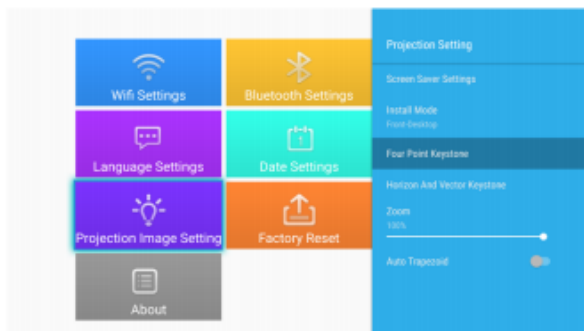 Wifi Settings
Bluetooth Settings
Language Settings
1
Date Settings
Projection Image Setting
Factory Reset
About
Projection Setting
Screen Saver Settings
Install Mode
Front-Desktop
Four Point Keystone
Horizon And Vector Keystone
Zoom
100%
Auto Trapezoid